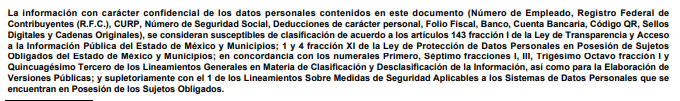 La información con carácter confidencial de los datos personales contenidos en este documento (Número de Empleado, Registro Federal de
Contribuyentes (R.F.C.), CURP, Número de Seguridad Social, Deducciones de carácter personal, Folio Fiscal, Banco, Cuenta Bancaria, Código QR, Sellos
Digitales y Cadenas Originales), se consideran susceptibles de clasificación de acuerdo a los artículos 143 fracción I de la Ley de Transparencia y Acceso
a la Información Pública del Estado de México y Municipios; 1 y 4 fracción XI de la Ley de Protección de Datos Personales en Posesión de Sujetos
Obligados del Estado de México y Municipios; en concordancia con los numerales Primero, Séptimo fracciones I, III, Trigésimo Octavo fracción I y
Quincuagésimo Tercero de los Lineamientos Generales en Materia de Clasificación y Desclasificación de la Información, así como para la Elaboración de
Versiones Públicas; y supletoriamente con el 1 de los Lineamientos Sobre Medidas de Seguridad Aplicables a los Sistemas de Datos Personales que se
encuentran en Posesión de los Sujetos Obligados.